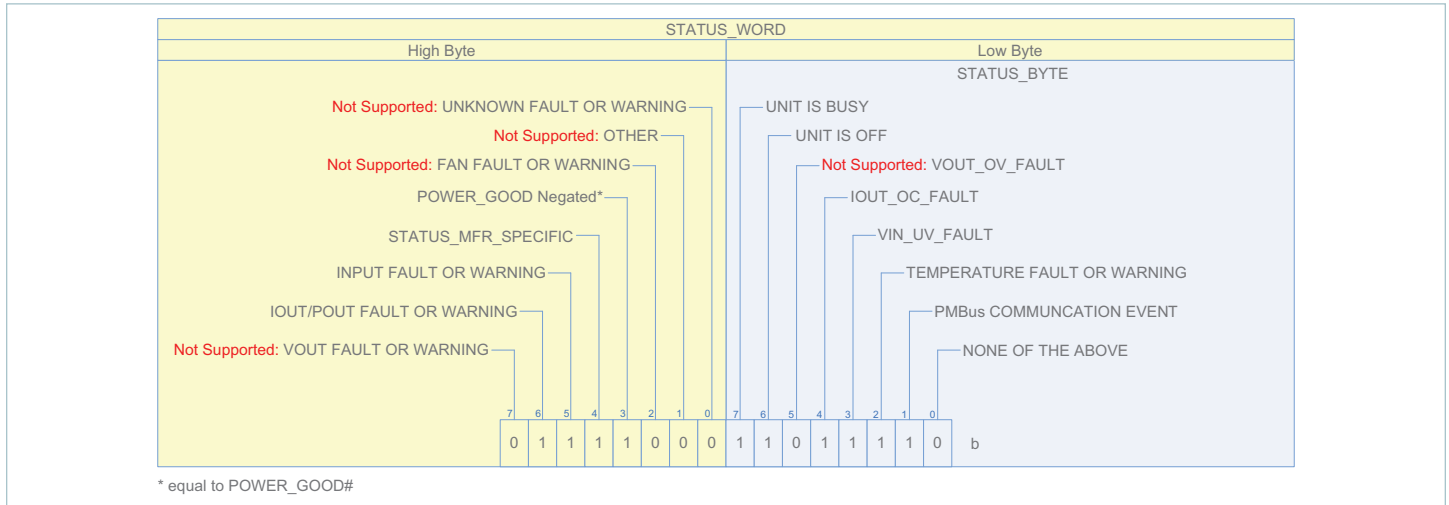 STATUS_WORD
High Byte
Low Byte
STATUS_BYTE
Not Supported: UNKNOWN FAULT OR WARNING
UNIT IS BUSY
Not Supported: OTHER
UNIT IS OFF
Not Supported: FAN FAULT OR WARNING
Not Supported: VOUT_OV_FAULT
POWER_GOOD Negated*
IOUT_OC_FAULT
STATUS_MFR_SPECIFIC
VIN_UV_FAULT
INPUT FAULT OR WARNING
TEMPERATURE FAULT OR WARNING
IOUT/POUT FAULT OR WARNING
PMBus COMMUNCATION EVENT
Not Supported: VOUT FAULT OR WARNING
NONE OF THE ABOVE
7 6 5 4 3 2 1 0 7 6 5 4 3 2 1 0
0 1 1 1 1 0 0 0 1 1 0 1 1 1 1 0 b
* equal to POWER_GOOD#